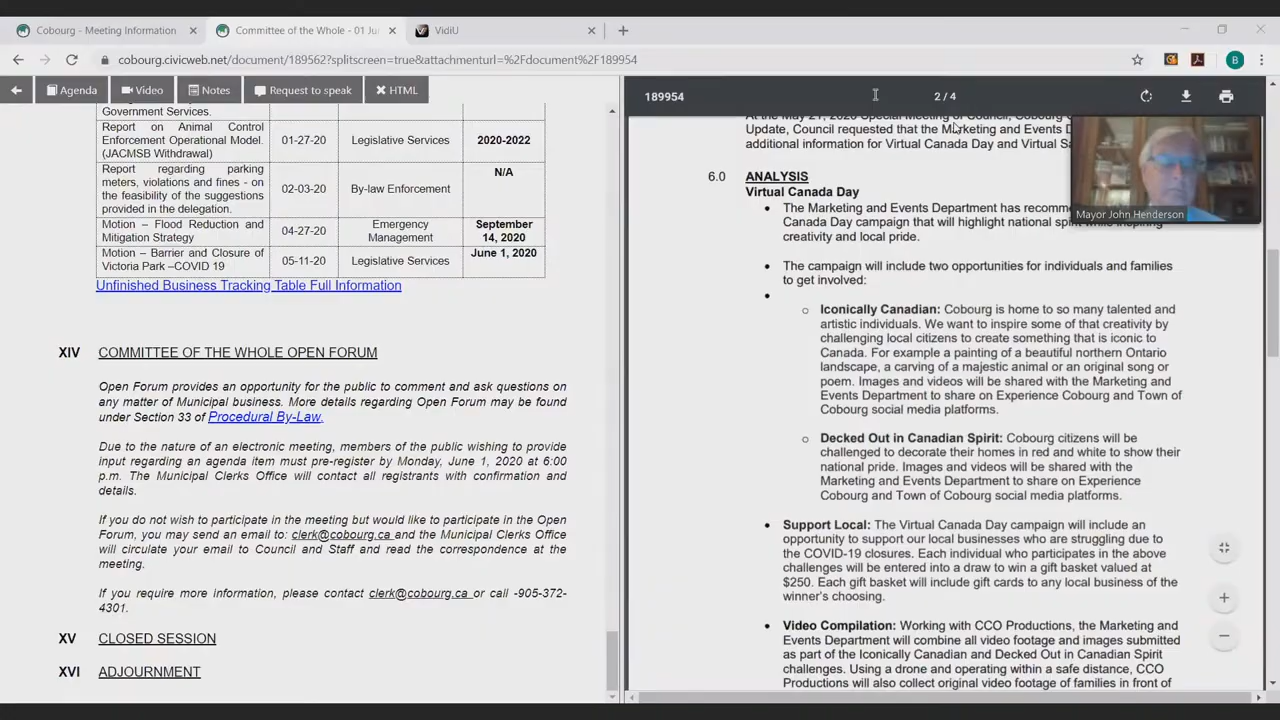 Cobourg - Meeting Information
Committee of the Whole - 01 Ju
VidiU
cobourg.civicweb.net/document/189562?splitscreen=true&attachmenturl=%2Fdocument%2F189954
B
Agenda
Video
Notes
Request to speak
HTML
Government Services.
Report on Animal Control
Enforcement Operational Model.
(JACMSB Withdrawal)
01-27-20
Legislative Services
2020-2022
Report regarding parking
meters, violations and fines - on
the feasibility of the suggestions
provided in the delegation.
02-03-20
By-law Enforcement
N/A
Motion – Flood Reduction and
Mitigation Strategy
04-27-20
Emergency
Management
September
14, 2020
Motion – Barrier and Closure of
Victoria Park –COVID 19
05-11-20
Legislative Services
June 1, 2020
Unfinished Business Tracking Table Full Information
XIV COMMITTEE OF THE WHOLE OPEN FORUM
Open Forum provides an opportunity for the public to comment and ask questions on
any matter of Municipal business. More details regarding Open Forum may be found
under Section 33 of Procedural By-Law.
Due to the nature of an electronic meeting, members of the public wishing to provide
input regarding an agenda item must pre-register by Monday, June 1, 2020 at 6:00
p.m. The Municipal Clerks Office will contact all registrants with confirmation and
details.
If you do not wish to participate in the meeting but would like to participate in the Open
Forum, you may send an email to: clerk@cobourg.ca and the Municipal Clerks Office
will circulate your email to Council and Staff and read the correspondence at the
meeting.
If you require more information, please contact clerk@cobourg.ca or call -905-372-
4301.
XV CLOSED SESSION
XVI ADJOURNMENT
189954
2 / 4
At the May 21, 2020 Special Meeting of Council, Cobourg
Update, Council requested that the Marketing and Events D
additional information for Virtual Canada Day and Virtual Sa
6.0 ANALYSIS
Virtual Canada Day
• The Marketing and Events Department has recomm
Canada Day campaign that will highlight national spirit while inspiring
creativity and local pride.
• The campaign will include two opportunities for individuals and families
to get involved:
•
o Iconically Canadian: Cobourg is home to so many talented and
artistic individuals. We want to inspire some of that creativity by
challenging local citizens to create something that is iconic to
Canada. For example a painting of a beautiful northern Ontario
landscape, a carving of a majestic animal or an original song or
poem. Images and videos will be shared with the Marketing and
Events Department to share on Experience Cobourg and Town of
Cobourg social media platforms.
o Decked Out in Canadian Spirit: Cobourg citizens will be
challenged to decorate their homes in red and white to show their
national pride. Images and videos will be shared with the
Marketing and Events Department to share on Experience
Cobourg and Town of Cobourg social media platforms.
• Support Local: The Virtual Canada Day campaign will include an
opportunity to support our local businesses who are struggling due to
the COVID-19 closures. Each individual who participates in the above
challenges will be entered into a draw to win a gift basket valued at
$250. Each gift basket will include gift cards to any local business of the
winner's choosing.
• Video Compilation: Working with CCO Productions, the Marketing and
Events Department will combine all video footage and images submitted
as part of the Iconically Canadian and Decked Out in Canadian Spirit
challenges. Using a drone and operating within a safe distance, CCO
Productions will also collect original video footage of families in front of
Mayor John Henderson